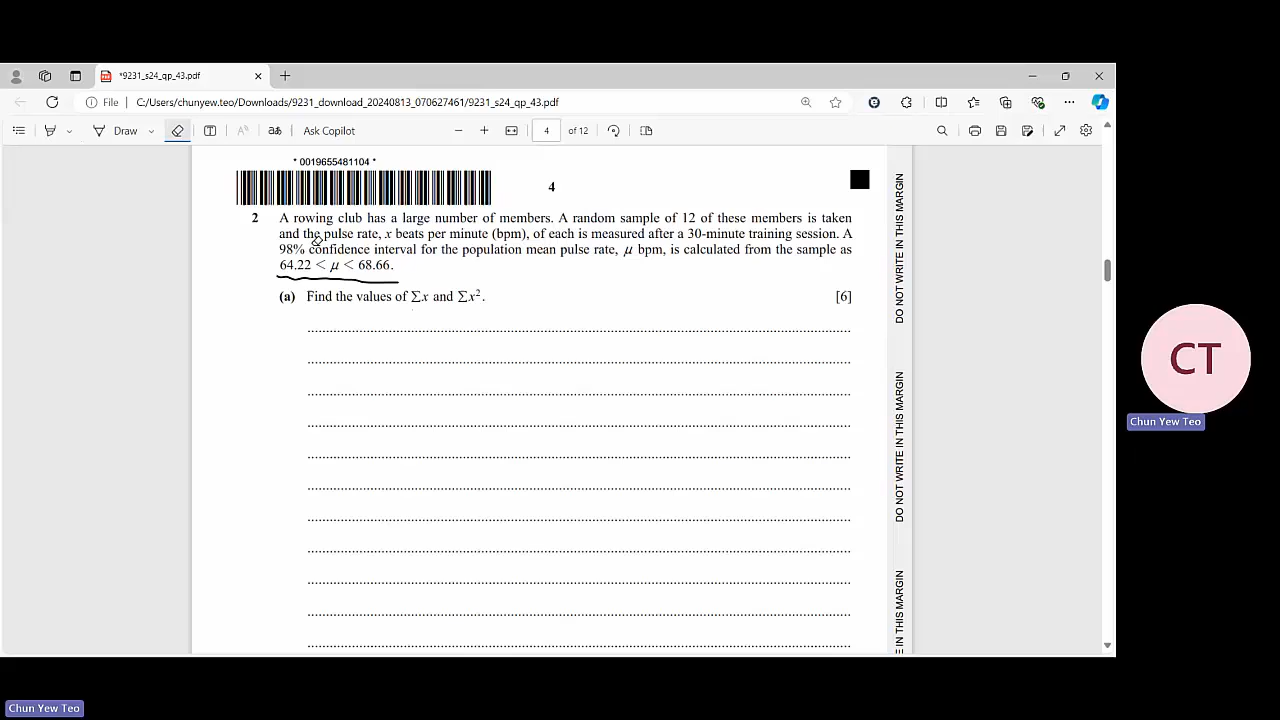 *9231_s24_qp_43.pdf
File
C:/Users/chunyew.teo/Downloads/9231_download_20240813_070627461/9231_s24_qp_43.pdf
Draw
Ask Copilot
4
of 12
* 0019655481104 *
4
2 A rowing club has a large number of members. A random sample of 12 of these members is taken
and the pulse rate, x beats per minute (bpm), of each is measured after a 30-minute training session. A
98% confidence interval for the population mean pulse rate, μ bpm, is calculated from the sample as
64.22 < μ < 68.66.
(a) Find the values of Σx and Σx². [6]
DO NOT WRITE IN THIS MARGIN
DO NOT WRITE IN THIS MARGIN
E IN THIS MARGIN
CT
Chun Yew Teo
Chun Yew Teo